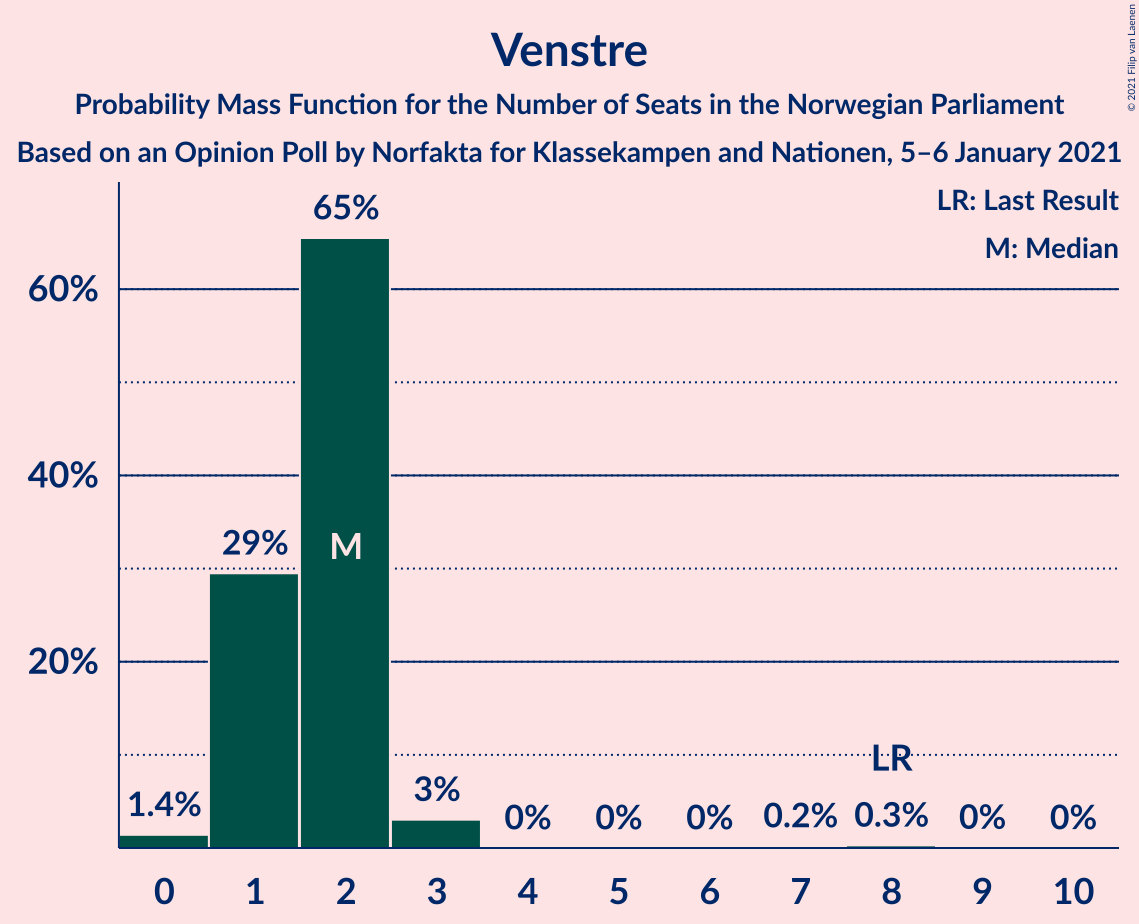 Venstre
Probability Mass Function for the Number of Seats in the Norwegian Parliament
Based on an Opinion Poll by Norfakta for Klassekampen and Nationen, 5–6 January 2021
© 2021 Filip van Laenen
LR: Last Result
M: Median
65%
60%
40%
29%
M
20%
LR
1.4%
3%
0%
0%
0%
0.2%
0.3%
0%
0%
0 1 2 3 4 5 6 7 8 9 10